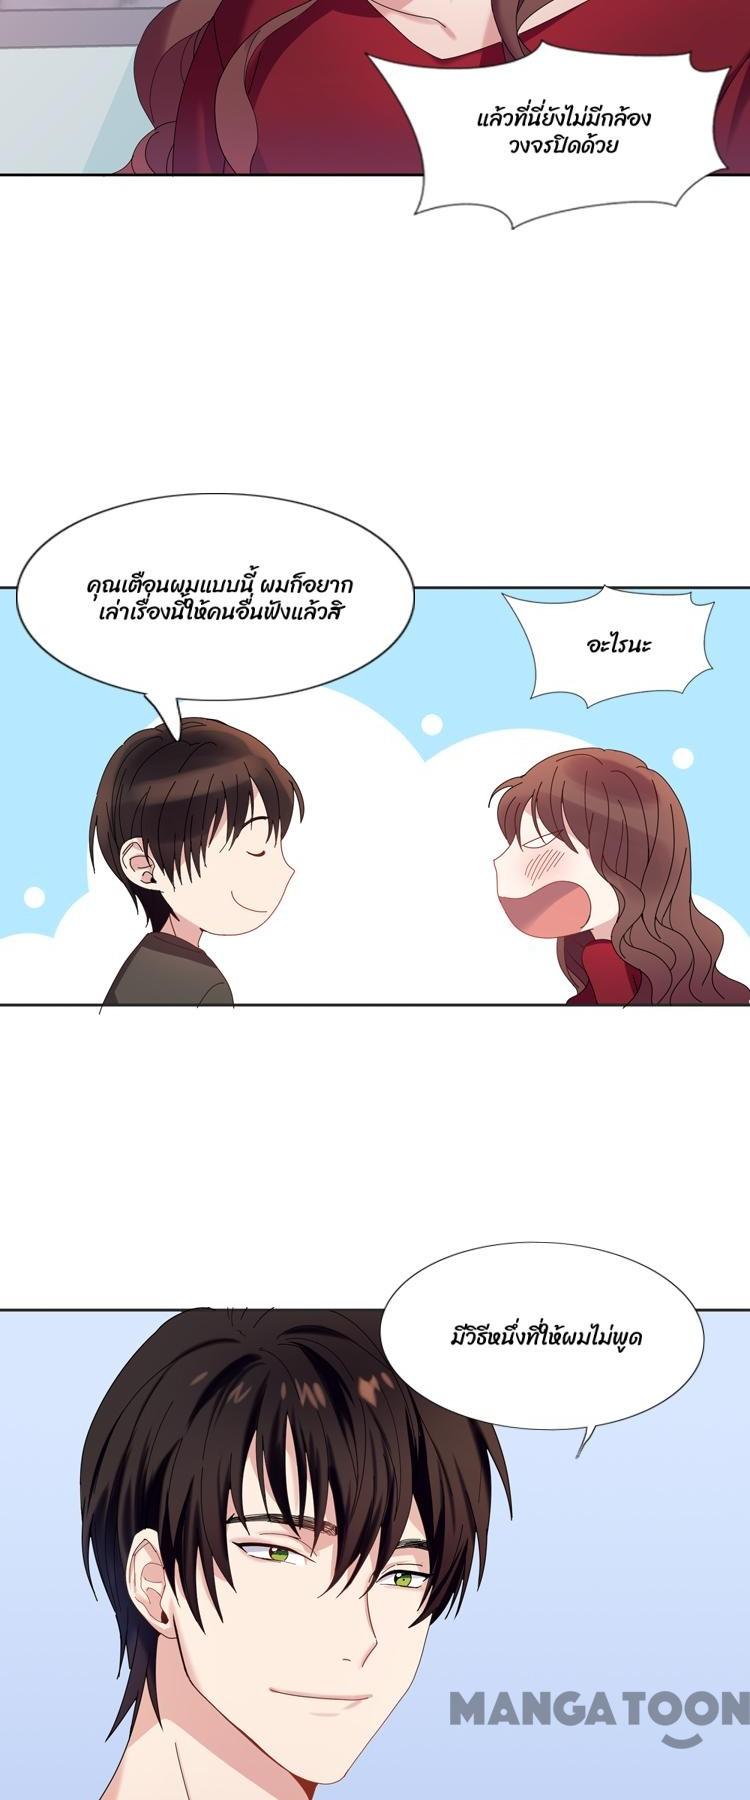 แล้วที่นี่ยังไม่มีกล้อง
วงจรปิดด้วย
คุณเตือนผมแบบนี้ ผมก็อยาก
เล่าเรื่องนี้ให้คนอื่นฟังแล้วสิ
อะไรนะ
มีวิธีหนึ่งที่ให้ผมไม่พูด
MANGA TOON